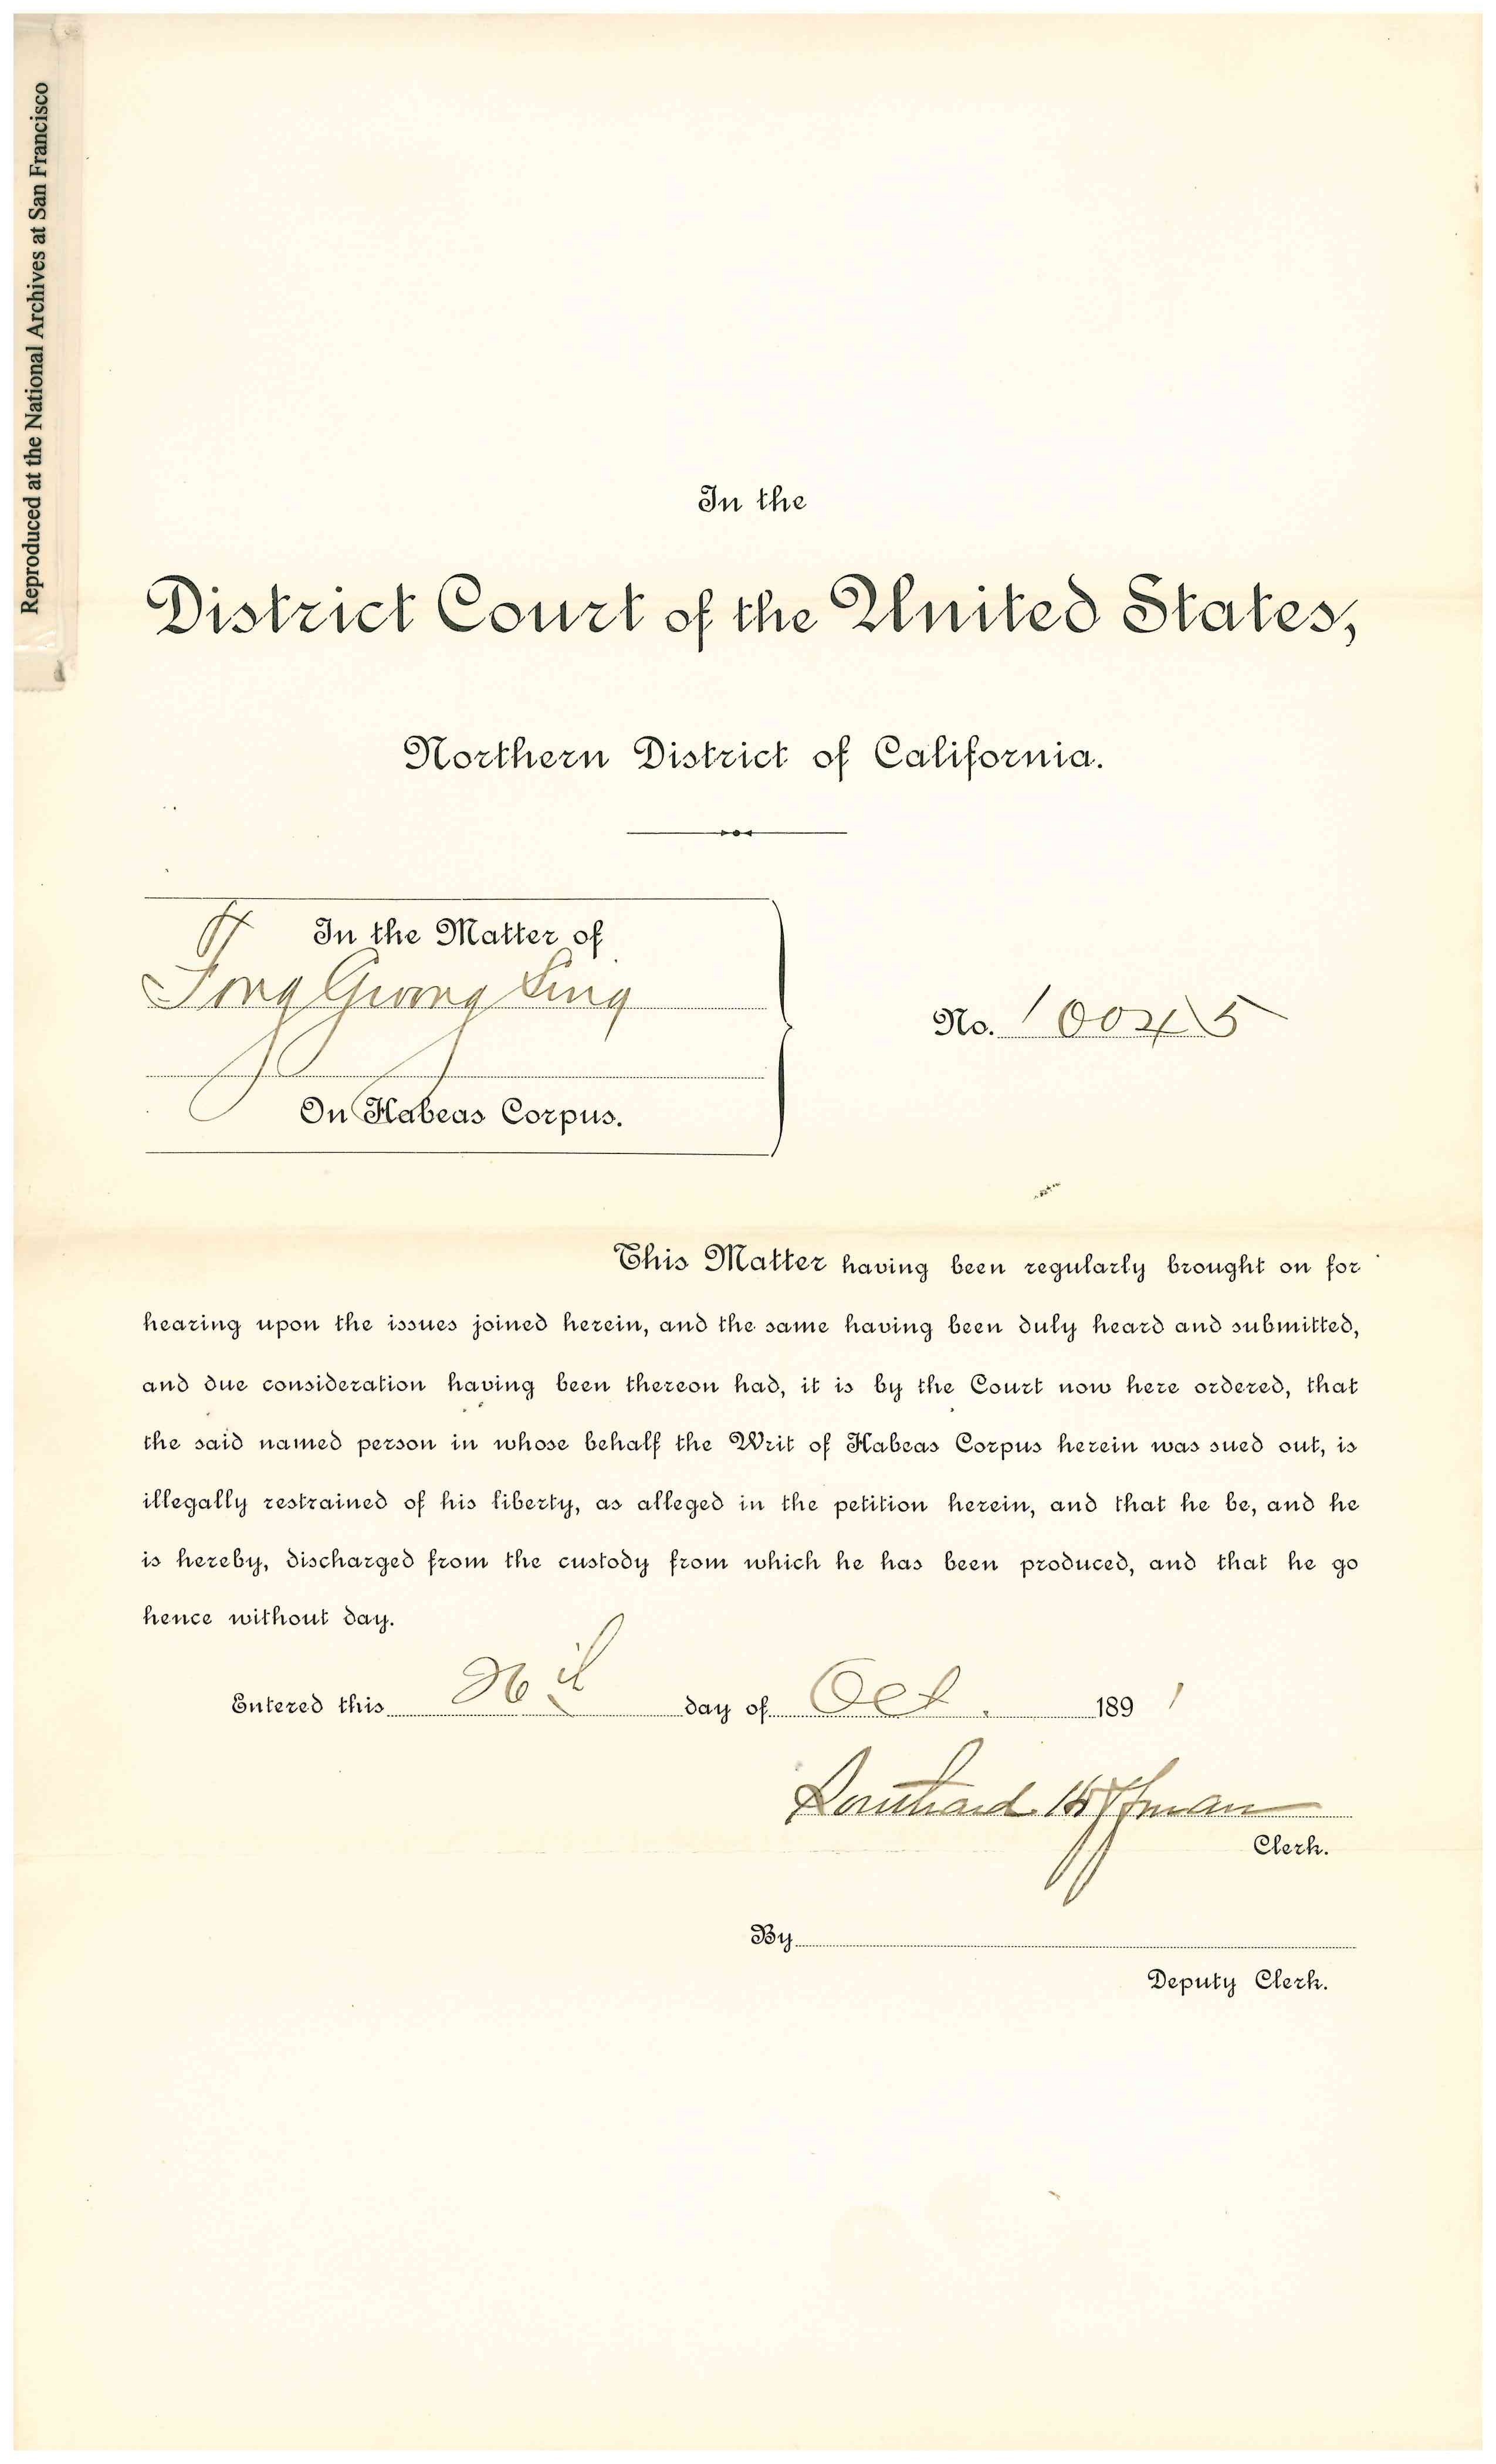 Reproduced at the National Archives at San Francisco
In the
District Court of the United States,
Northern District of California.
In the Matter of
Gwong
On Habeas Corpus.
No. 10045
This Matter having been regularly brought on for
hearing upon the issues joined herein, and the same having been duly heard and submitted,
and due consideration having been thereon had, it is by the Court now here ordered, that
the said named person in whose behalf the Writ of Habeas Corpus herein was sued out, is
illegally restrained of his liberty, as alleged in the petition herein, and that he be, and he
is hereby, discharged from the custody from which he has been produced, and that he go
hence without day.
Entered this 26th day of Oct. 1891
Southard Hoffman
Clerk.
By
Deputy Clerk.